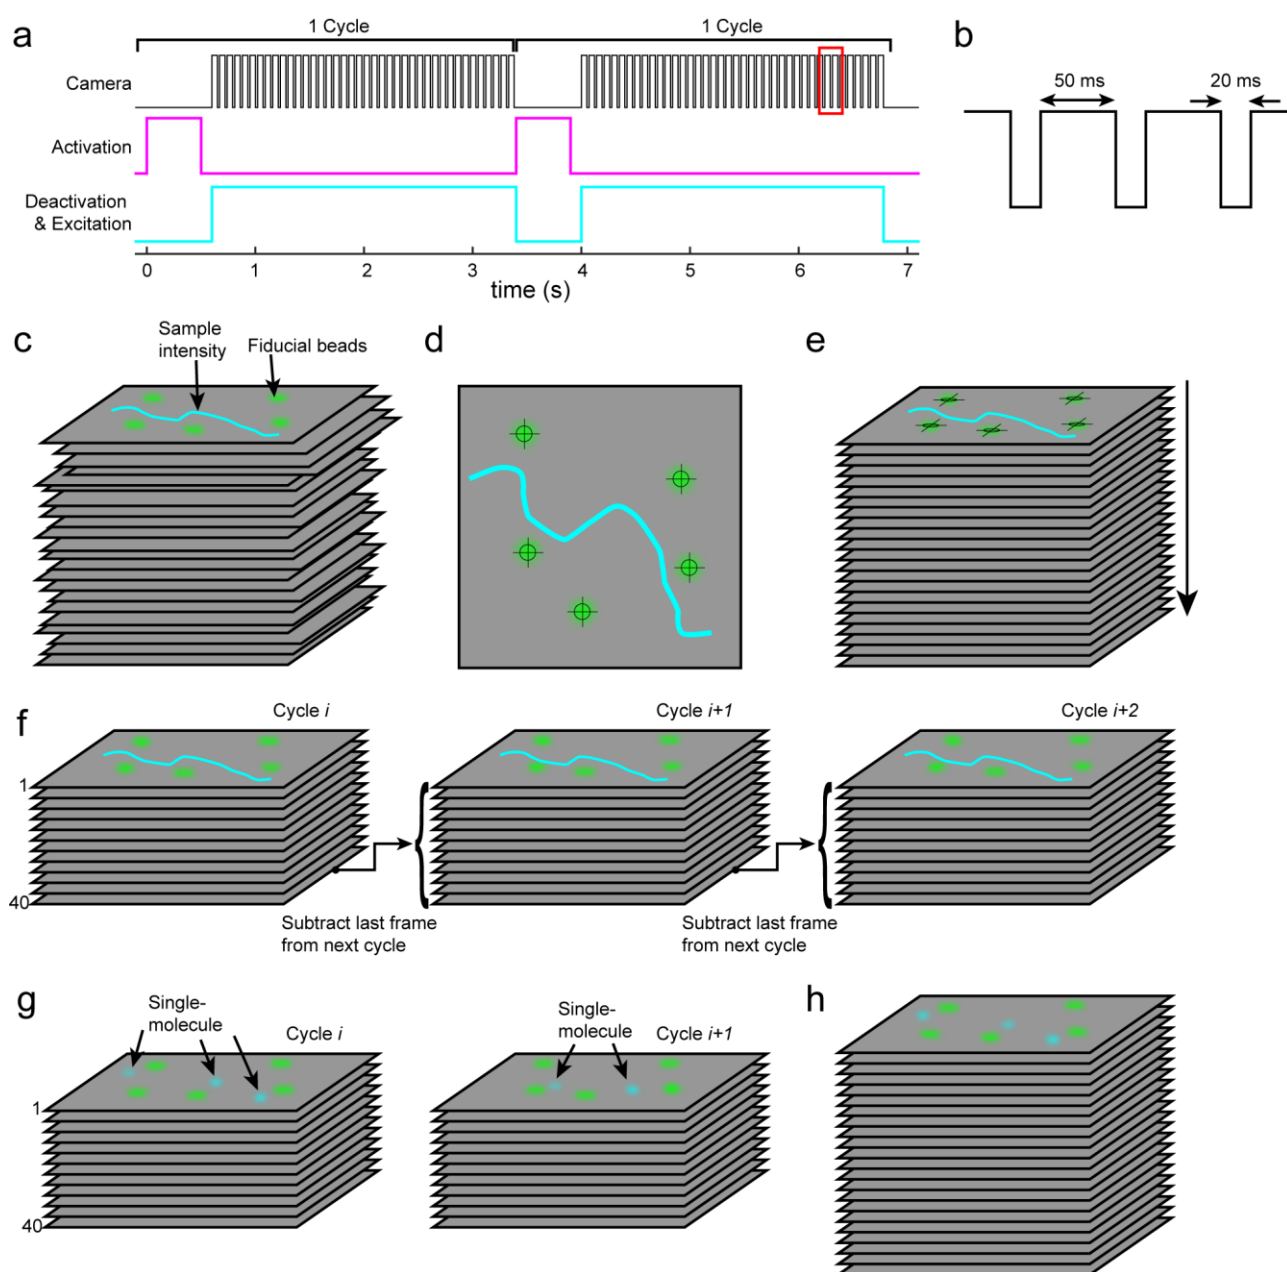 a
1 Cycle
1 Cycle
Camera
Activation
Deactivation
& Excitation
0 1 2 3 4 5 6 7
time (s)
b
50 ms
20 ms
c
Sample
intensity
Fiducial beads
d
e
f
Cycle i
Cycle i+1
Cycle i+2
1
40
Subtract last frame
from next cycle
Subtract last frame
from next cycle
g
Single-
molecule
Cycle i
Single-
molecule
Cycle i+1
1
40
h